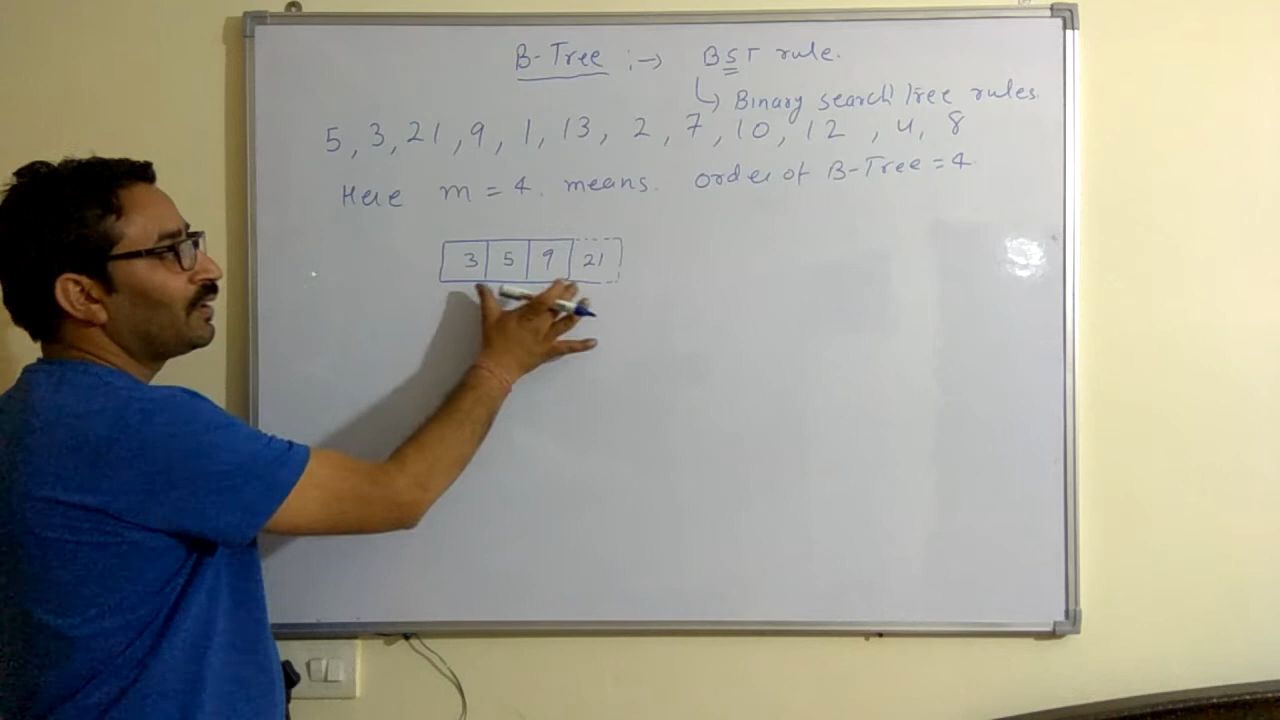 B-Tree :→ BST rule.
↳ Binary search Tree rules
5, 3, 21, 9, 1, 13, 2, 7, 10, 12, 4, 8
Here m = 4. means. order of B-Tree = 4
3 5 9 21